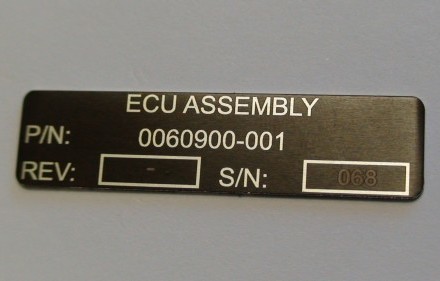 ECU ASSEMBLY
P/N: 0060900-001
REV: - S/N: 068